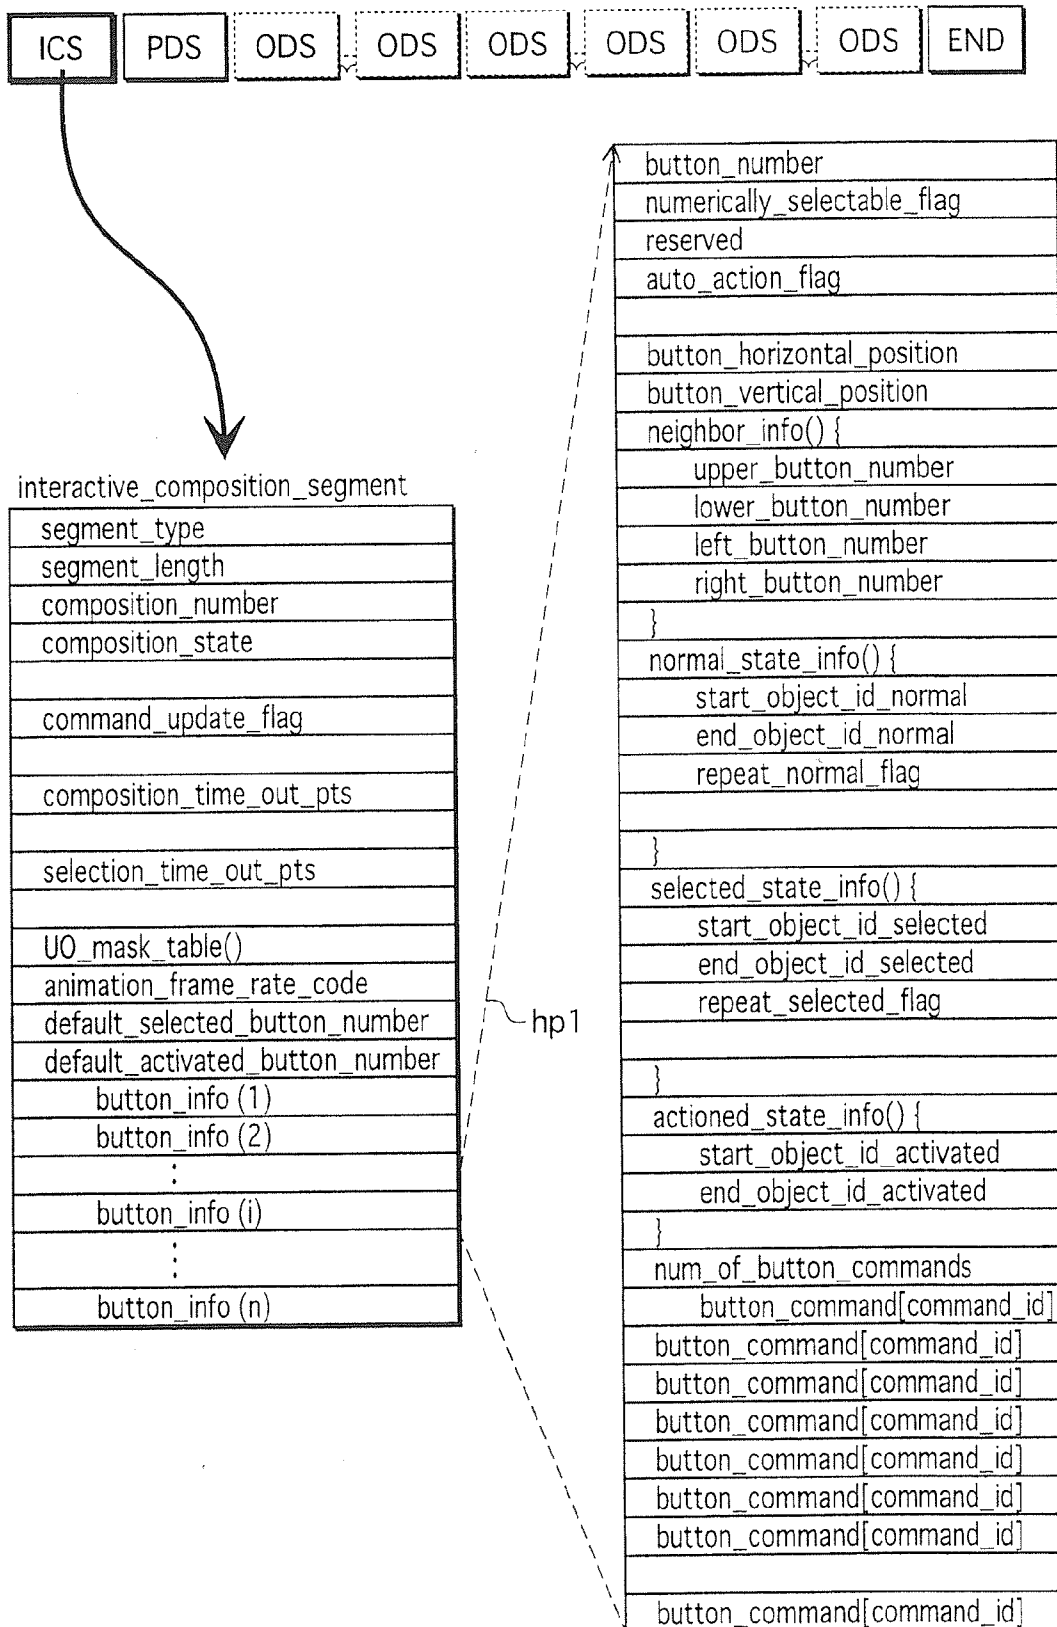 ICS PDS ODS ODS ODS ODS ODS ODS END
interactive_composition_segment
segment_type
segment_length
composition_number
composition_state
command_update_flag
composition_time_out_pts
selection_time_out_pts
UO_mask_table()
animation_frame_rate_code
default_selected_button_number
default_activated_button_number
button_info (1)
button_info (2)
⋮
button_info (i)
⋮
button_info (n)
hp1
button_number
numerically_selectable_flag
reserved
auto_action_flag
button_horizontal_position
button_vertical_position
neighbor_info() {
upper_button_number
lower_button_number
left_button_number
right_button_number
}
normal_state_info() {
start_object_id_normal
end_object_id_normal
repeat_normal_flag
}
selected_state_info() {
start_object_id_selected
end_object_id_selected
repeat_selected_flag
}
actioned_state_info() {
start_object_id_activated
end_object_id_activated
}
num_of_button_commands
button_command[command_id]
button_command[command_id]
button_command[command_id]
button_command[command_id]
button_command[command_id]
button_command[command_id]
button_command[command_id]
button_command[command_id]